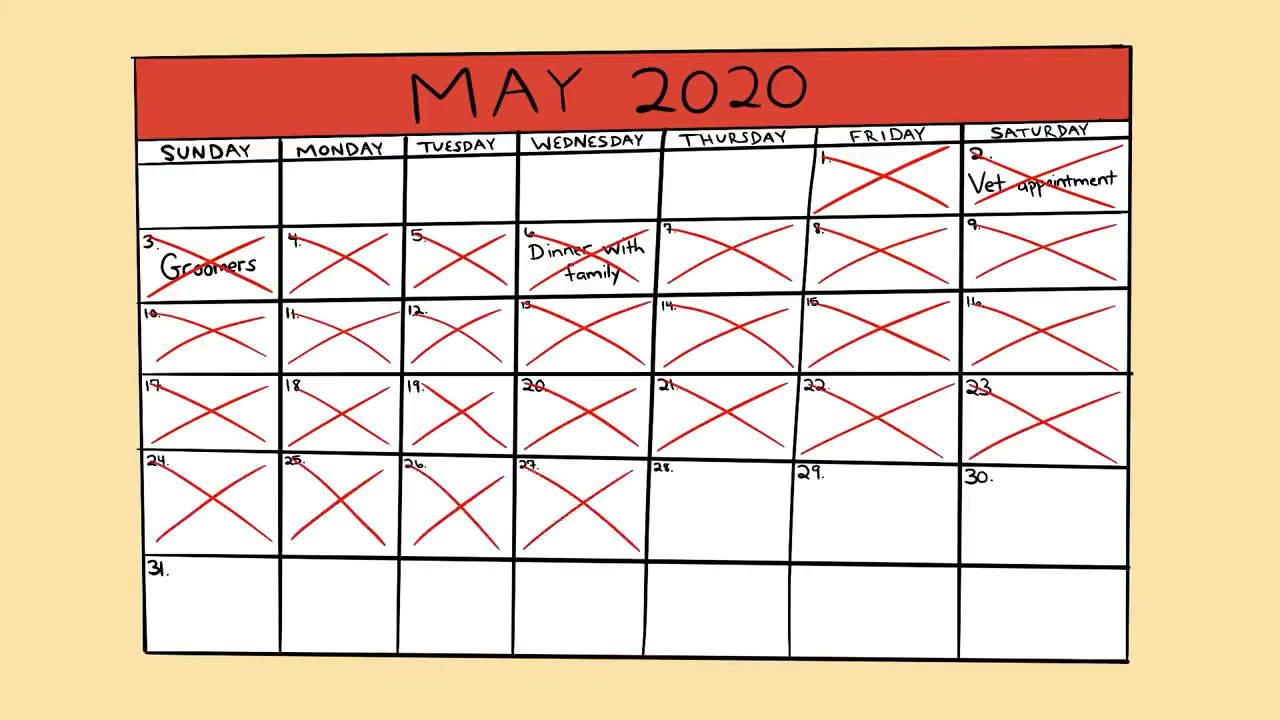 MAY 2020
SUNDAY MONDAY TUESDAY WEDNESDAY THURSDAY FRIDAY SATURDAY
1. 2.
Vet appointment
3. 4. 5. 6. 7. 8. 9.
Groomers
Dinner with
family
10. 11. 12. 13. 14. 15. 16.
17. 18 19. 20 21. 22. 23
24. 25. 26. 27. 28. 29. 30.
31.